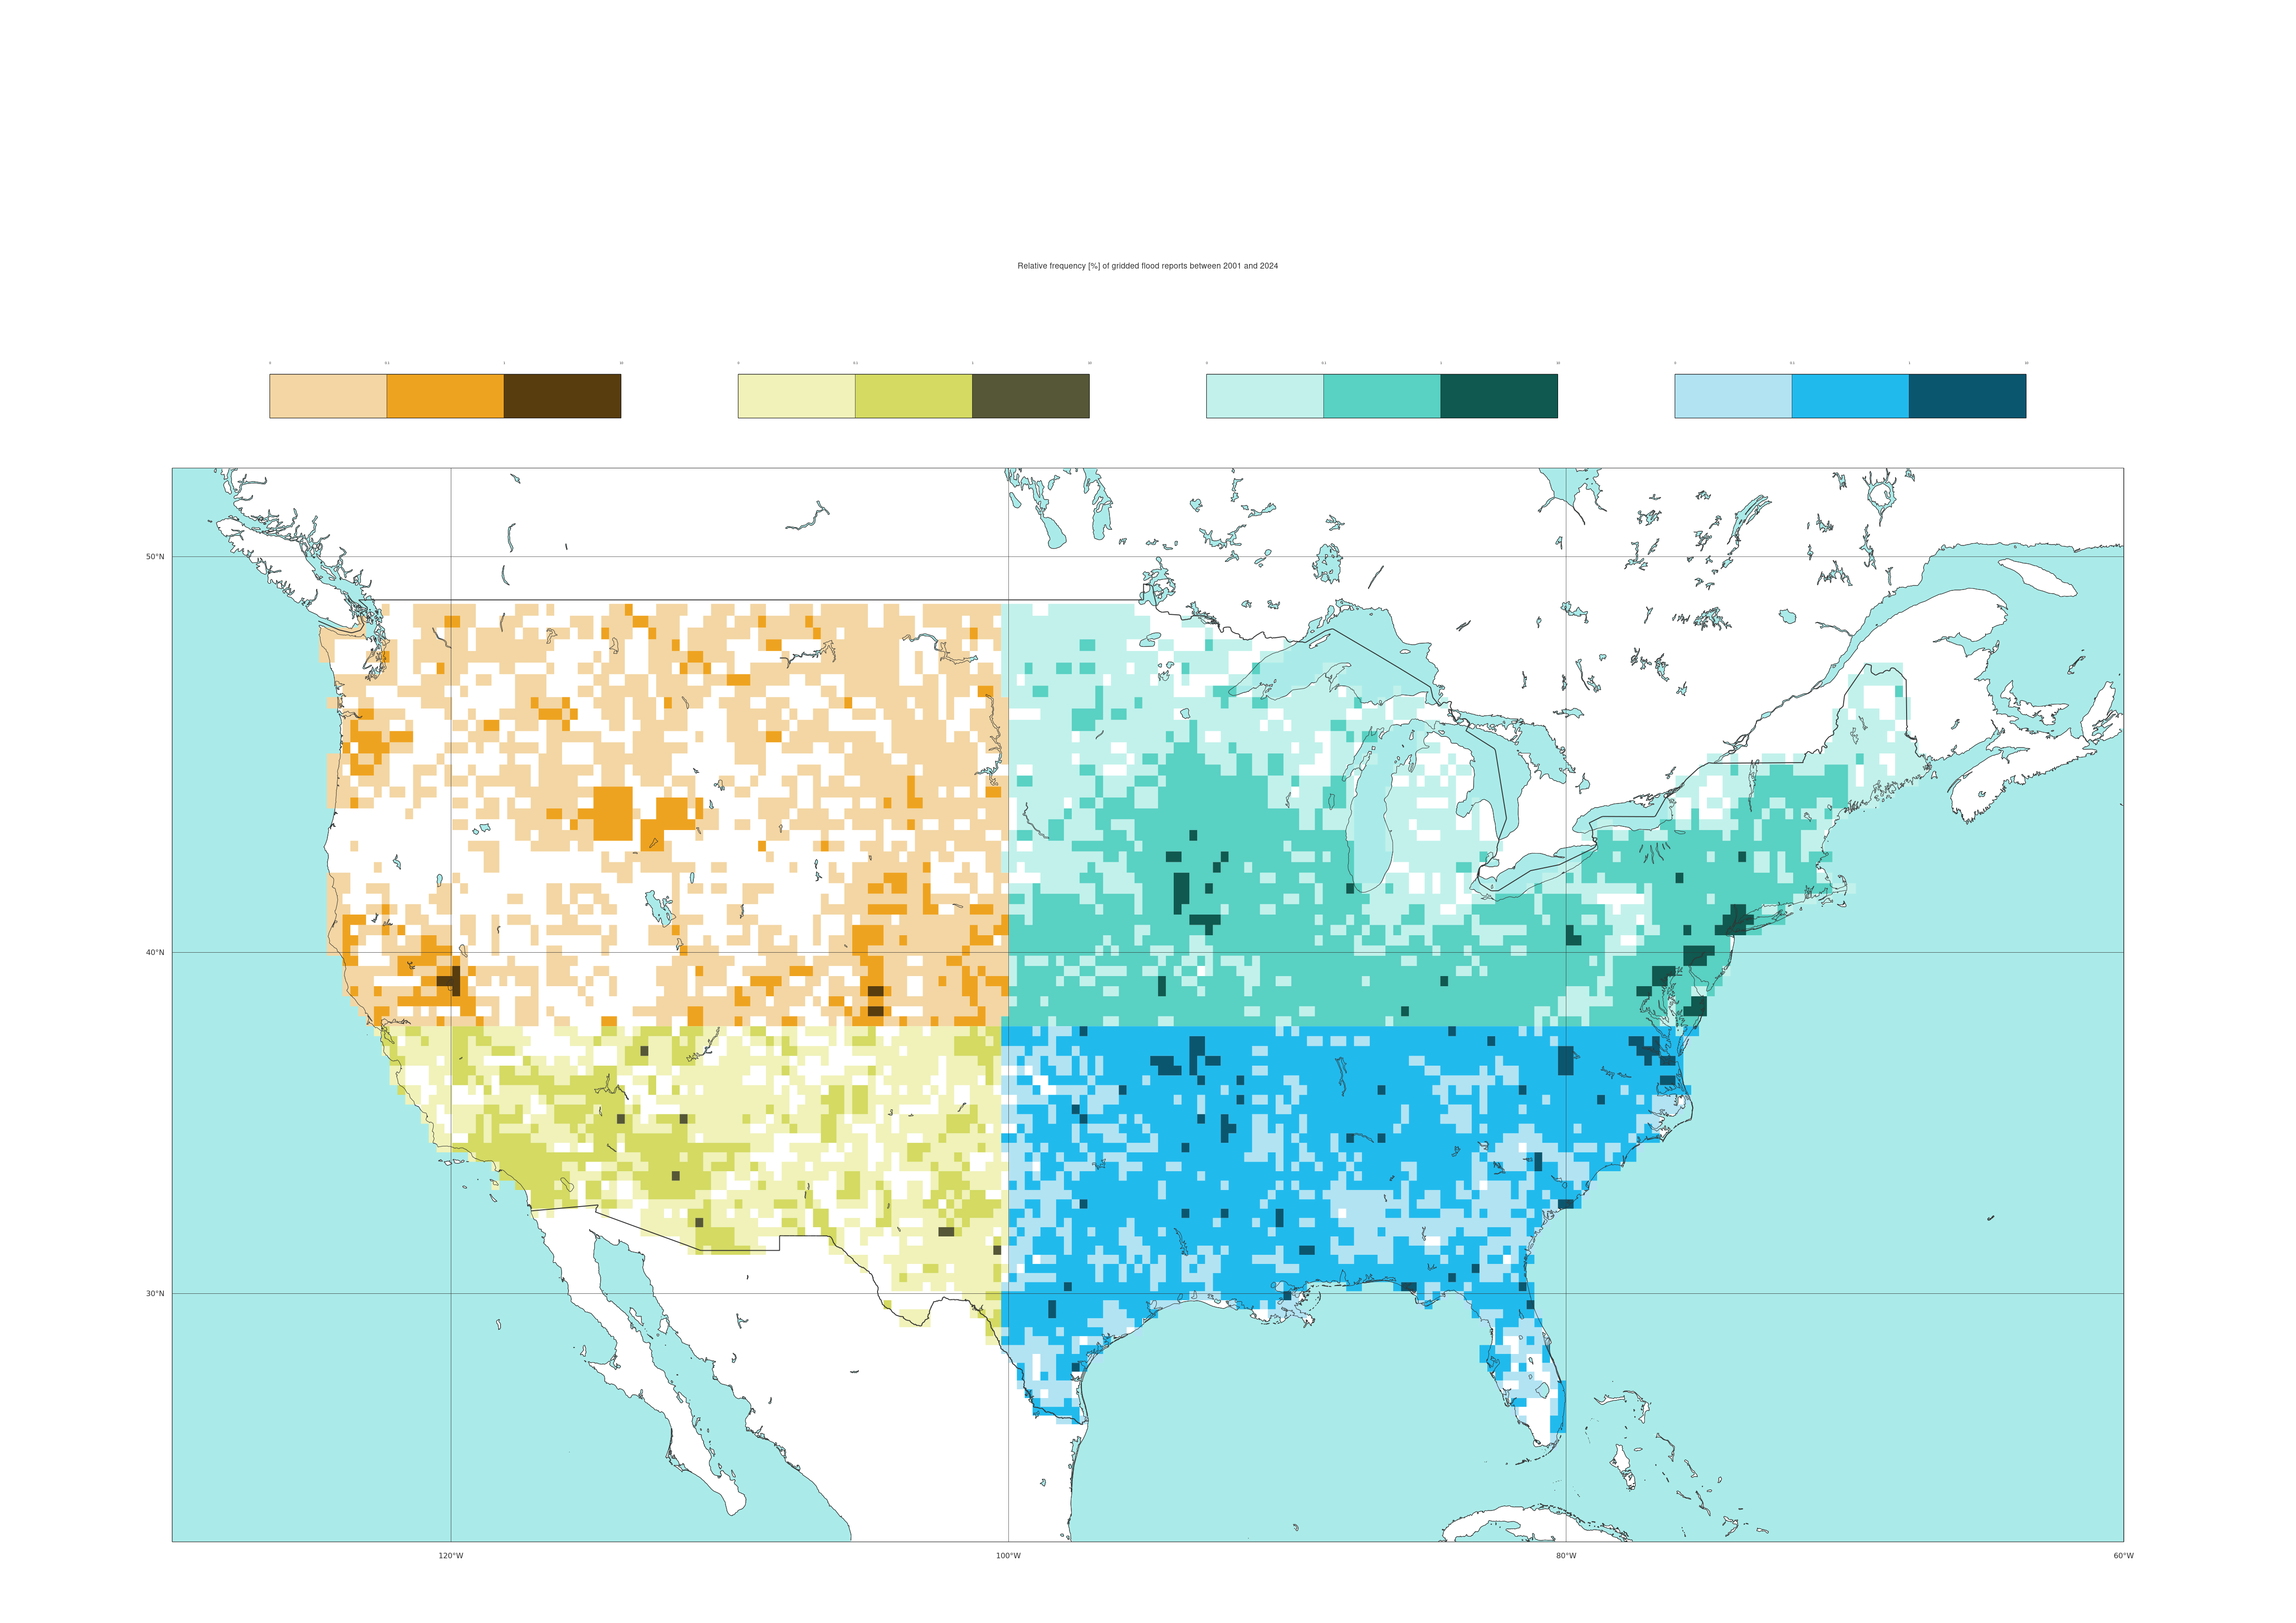 Relative frequency [%] of gridded flood reports between 2001 and 2024
0 0.1 1 10 0 0.1 1 10 0 0.1 1 10 0 0.1 1 10
50°N
40°N
30°N
120°W 100°W 80°W 60°W